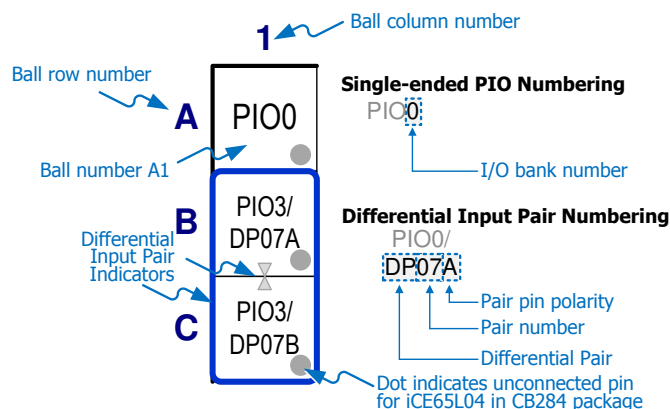 Ball column number
1
Ball row number
A
PIO0
Ball number A1
B
PIO3/
DP07A
Differential
Input Pair
Indicators
C
PIO3/
DP07B
Single-ended PIO Numbering
PIO0
I/O bank number
Differential Input Pair Numbering
PIO0/
DP07A
Pair pin polarity
Pair number
Differential Pair
Dot indicates unconnected pin
for iCE65L04 in CB284 package